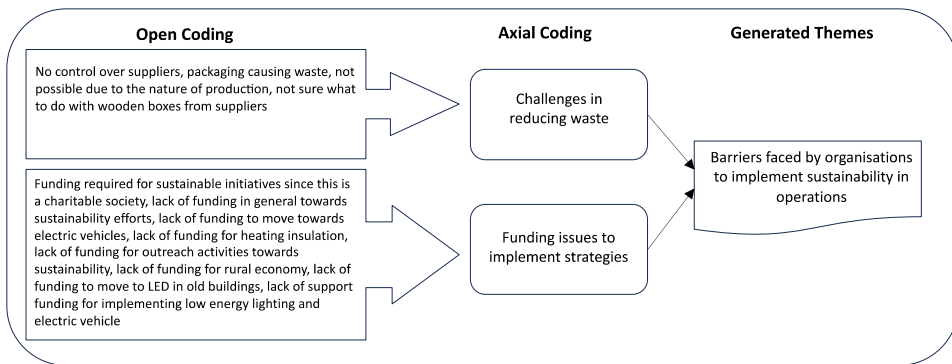 Open Coding
Axial Coding
Generated Themes
No control over suppliers, packaging causing waste, not
possible due to the nature of production, not sure what
to do with wooden boxes from suppliers
Challenges in
reducing waste
Barriers faced by organisations
to implement sustainability in
operations
Funding required for sustainable initiatives since this is
a charitable society, lack of funding in general towards
sustainability efforts, lack of funding to move towards
electric vehicles, lack of funding for heating insulation,
lack of funding for outreach activities towards
sustainability, lack of funding for rural economy, lack of
funding to move to LED in old buildings, lack of support
funding for implementing low energy lighting and
electric vehicle
Funding issues to
implement strategies